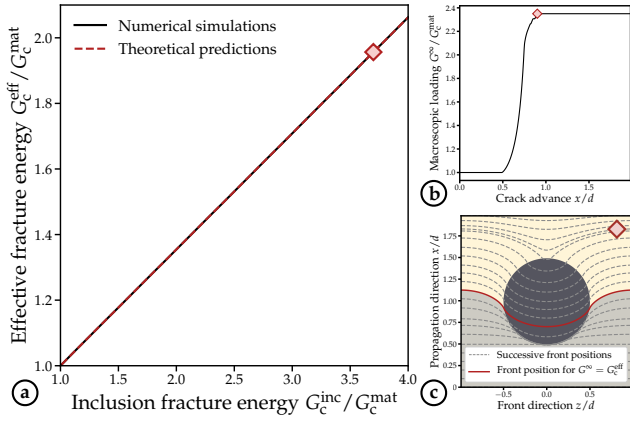 Numerical simulations
Theoretical predictions
Effective fracture energy G_c^eff/G_c^mat
2.0
1.8
1.6
1.4
1.2
1.0
1.0 1.5 2.0 2.5 3.0 3.5 4.0
Inclusion fracture energy G_c^inc/G_c^mat
a
Macroscopic loading G^∞/G_c^mat
2.4
2.2
2.0
1.8
1.6
1.4
1.2
1.0
0.0 0.5 1.0 1.5
Crack advance x/d
b
Propagation direction x/d
1.75
1.50
1.25
1.00
0.75
0.50
0.25
0.00
Successive front positions
Front position for G^∞ = G_c^eff
−0.5 0.0 0.5
Front direction z/d
c